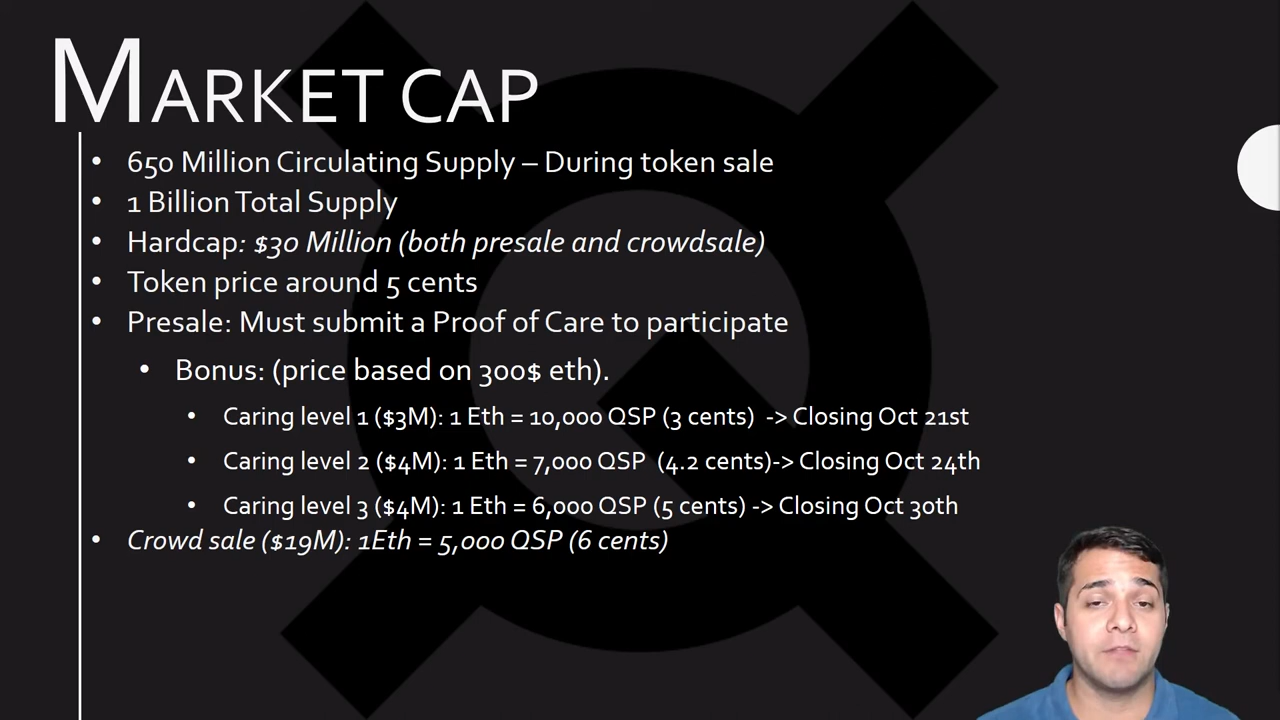 MARKET CAP
• 650 Million Circulating Supply – During token sale
• 1 Billion Total Supply
• Hardcap: $30 Million (both presale and crowdsale)
• Token price around 5 cents
• Presale: Must submit a Proof of Care to participate
• Bonus: (price based on 300$ eth).
• Caring level 1 ($3M): 1 Eth = 10,000 QSP (3 cents)  -> Closing Oct 21st
• Caring level 2 ($4M): 1 Eth = 7,000 QSP  (4.2 cents)-> Closing Oct 24th
• Caring level 3 ($4M): 1 Eth = 6,000 QSP (5 cents) -> Closing Oct 30th
• Crowd sale ($19M): 1Eth = 5,000 QSP (6 cents)